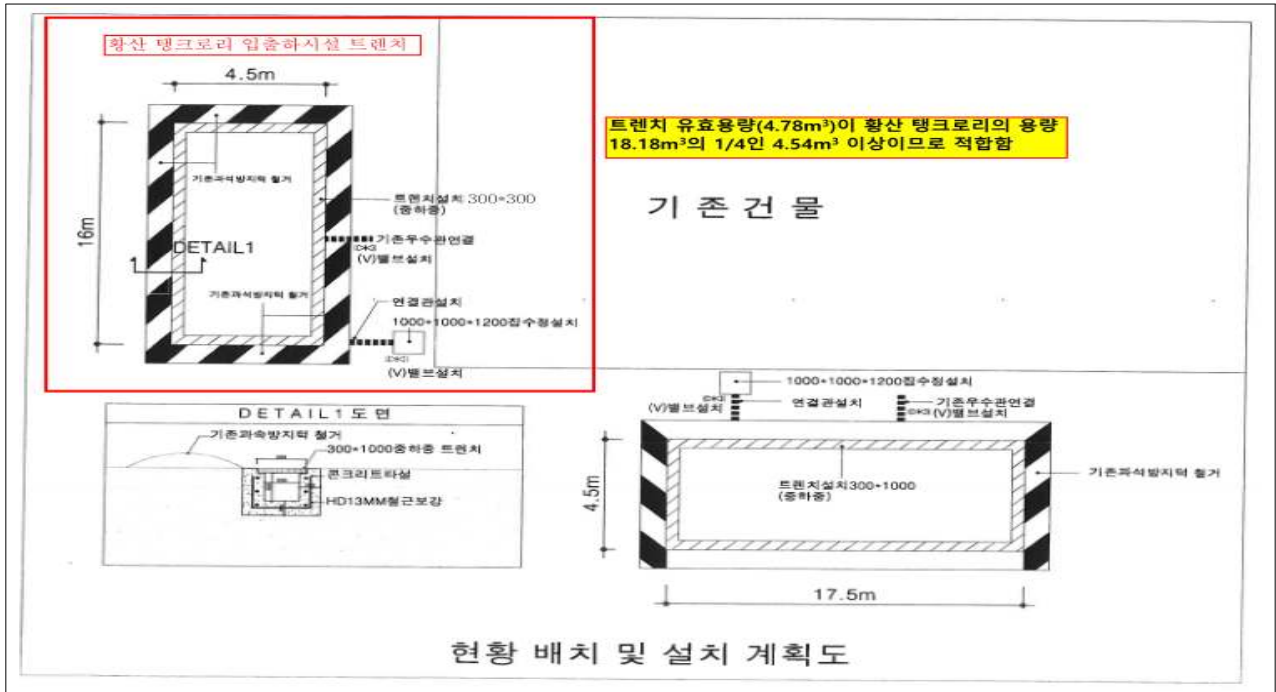 황산 탱크로리 입출하시설 트렌치
4.5m
트렌치 유효용량(4.78m³)이 황산 탱크로리의 용량
18.18m³의 1/4인 4.54m³ 이상이므로 적합함
기존과석방지턱 철거
트렌치설치 300*300
(중하중)
기 존 건 물
16m
DETAIL1
기존우수관연결
(V)밸브설치
기존과석방지턱 철거
연결관설치
1000*1000*1200집수정설치
(V)밸브설치
DETAIL1도면
기존과속방지턱 철거
300*1000중하중 트렌치
콘크리트타설
HD13MM철근보강
1000*1000*1200집수정설치
(V)밸브설치
연결관설치
기존우수관연결
(V)밸브설치
기존과석방지턱 철거
트렌치설치300*1000
(중하중)
4.5m
17.5m
현황 배치 및 설치 계획도